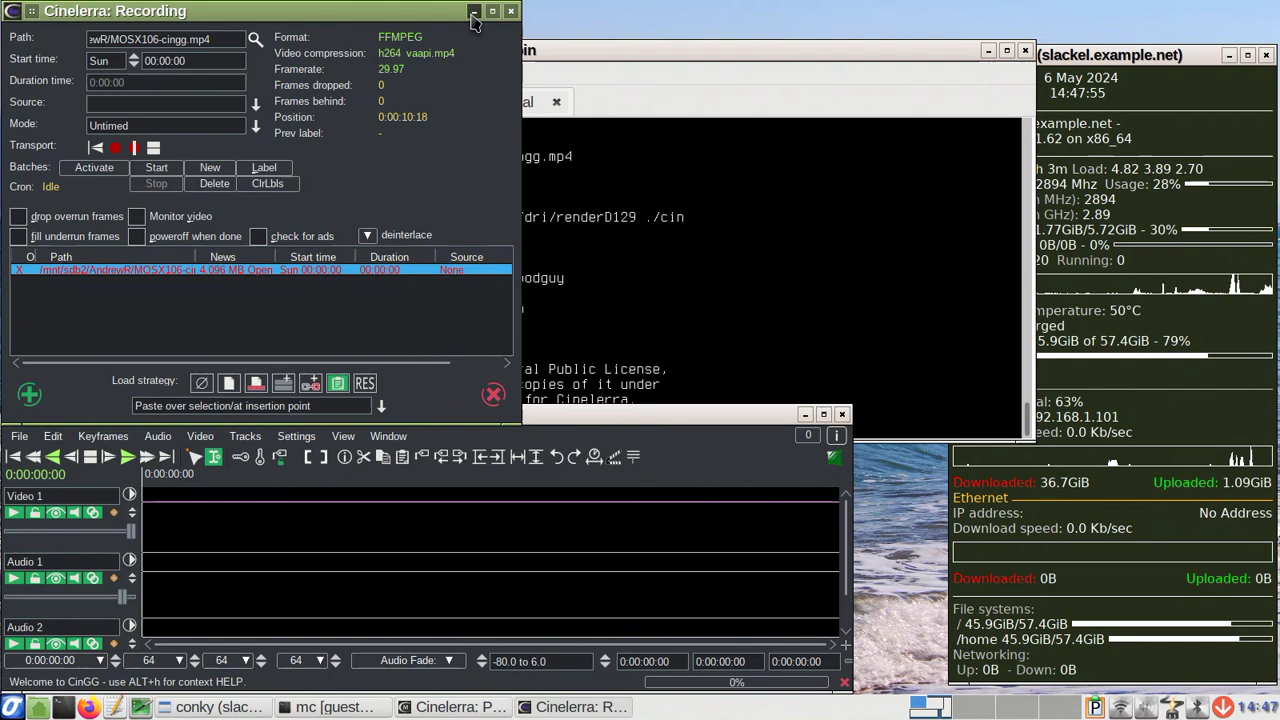 Cinelerra: Recording
Path: ewR/MOSX106-cingg.mp4
Start time: Sun 00:00:00
Duration time: 0:00:00
Source:
Mode: Untimed
Transport:
Batches: Activate Start New Label
Cron: Idle Stop Delete ClrLbls
Format: FFMPEG
Video compression: h264 vaapi.mp4
Framerate: 29.97
Frames dropped: 0
Frames behind: 0
Position: 0:00:10:18
Prev label: -
drop overrun frames Monitor video
fill underrun frames poweroff when done check for ads deinterlace
O Path News Start time Duration Source
X /mnt/sdb2/AndrewR/MOSX106-cin 4,096 MB Open Sun 00:00:00 00:00:00 None
Load strategy: RES
Paste over selection/at insertion point
pin
al
ngg.mp4
/dri/renderD129 ./cin
oodguy
al Public License,
opies of it under
for Cinelerra.
(slackel.example.net)
6 May 2024
14:47:55
example.net -
1.62 on x86_64
h 3m Load: 4.82 3.89 2.70
2894 Mhz Usage: 28%
MHz): 2894
GHz): 2.89
1.77GiB/5.72GiB - 30%
0B/0B - 0%
20 Running: 0
mperature: 50°C
rged
5.9GiB of 57.4GiB - 79%
al: 63%
92.168.1.101
eed: 0.0 Kb/sec
Downloaded: 36.7GiB Uploaded: 1.09GiB
Ethernet
IP address: No Address
Download speed: 0.0 Kb/sec
Downloaded: 0B Uploaded: 0B
File systems:
/ 45.9GiB/57.4GiB
/home 45.9GiB/57.4GiB
Networking
Up: 0B - Down: 0B
File Edit Keyframes Audio Video Tracks Settings View Window 0
0:00:00:00 0:00:00:00
Video 1
Audio 1
Audio 2
0:00:00:00 64 64 64 Audio Fade: -80.0 to 6.0 0:00:00:00 0:00:00:00 0:00:00:00
Welcome to CinGG - use ALT+h for context HELP. 0%
conky (slac... mc [guest... Cinelerra: P... Cinelerra: R... 14:47